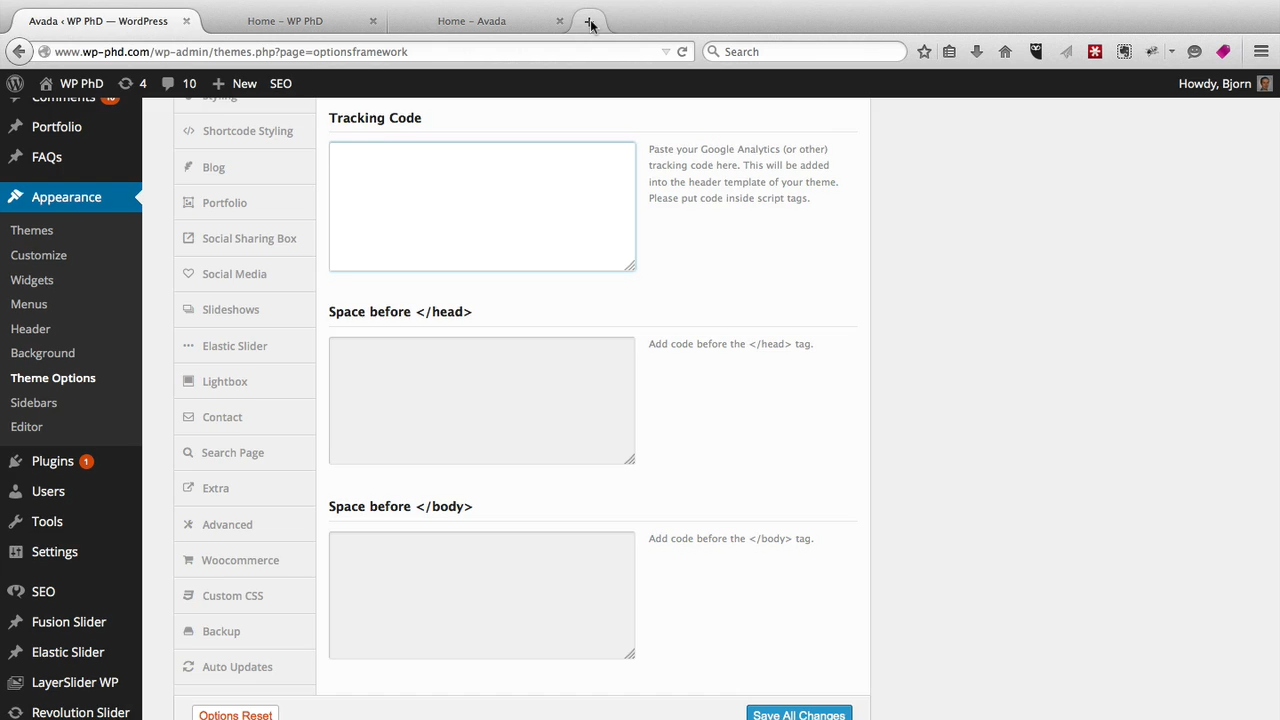 Avada ‹ WP PhD — WordPress
Home – WP PhD
Home – Avada
www.wp-phd.com/wp-admin/themes.php?page=optionsframework
Search
WP PhD
4
10
New
SEO
Howdy, Bjorn
Comments
Portfolio
FAQs
Appearance
Themes
Customize
Widgets
Menus
Header
Background
Theme Options
Sidebars
Editor
Plugins 1
Users
Tools
Settings
SEO
Fusion Slider
Elastic Slider
LayerSlider WP
Revolution Slider
Styling
Shortcode Styling
Blog
Portfolio
Social Sharing Box
Social Media
Slideshows
Elastic Slider
Lightbox
Contact
Search Page
Extra
Advanced
Woocommerce
Custom CSS
Backup
Auto Updates
Tracking Code
Paste your Google Analytics (or other)
tracking code here. This will be added
into the header template of your theme.
Please put code inside script tags.
Space before </head>
Add code before the </head> tag.
Space before </body>
Add code before the </body> tag.
Options Reset
Save All Changes